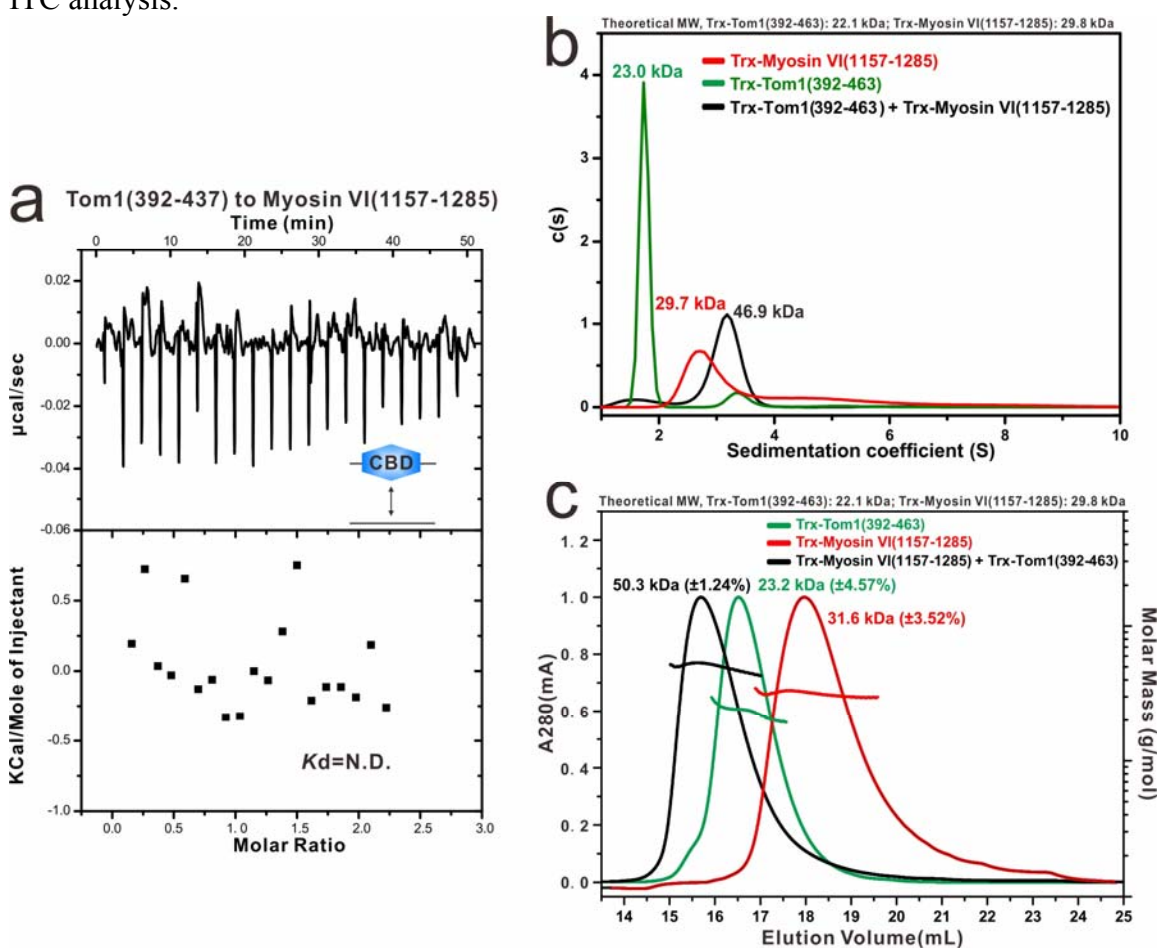 ITC analysis.
a
Tom1(392-437) to Myosin VI(1157-1285)
Time (min)
0 10 20 30 40 50
0.02
0.00
-0.02
-0.04
-0.06
µcal/sec
CBD
0.5
0.0
-0.5
-1.0
KCal/Mole of Injectant
Kd=N.D.
0.0 0.5 1.0 1.5 2.0 2.5 3.0
Molar Ratio
b
Theoretical MW, Trx-Tom1(392-463): 22.1 kDa; Trx-Myosin VI(1157-1285): 29.8 kDa
Trx-Myosin VI(1157-1285)
Trx-Tom1(392-463)
Trx-Tom1(392-463) + Trx-Myosin VI(1157-1285)
23.0 kDa
29.7 kDa
46.9 kDa
4
3
2
1
0
c(s)
2 4 6 8 10
Sedimentation coefficient (S)
c
Theoretical MW, Trx-Tom1(392-463): 22.1 kDa; Trx-Myosin VI(1157-1285): 29.8 kDa
Trx-Tom1(392-463)
Trx-Myosin VI(1157-1285)
Trx-Myosin VI(1157-1285) + Trx-Tom1(392-463)
50.3 kDa (±1.24%)
23.2 kDa (±4.57%)
31.6 kDa (±3.52%)
1.2
1.0
0.8
0.6
0.4
0.2
0.0
A280(mA)
Molar Mass (g/mol)
14 15 16 17 18 19 20 21 22 23 24 25
Elution Volume(mL)